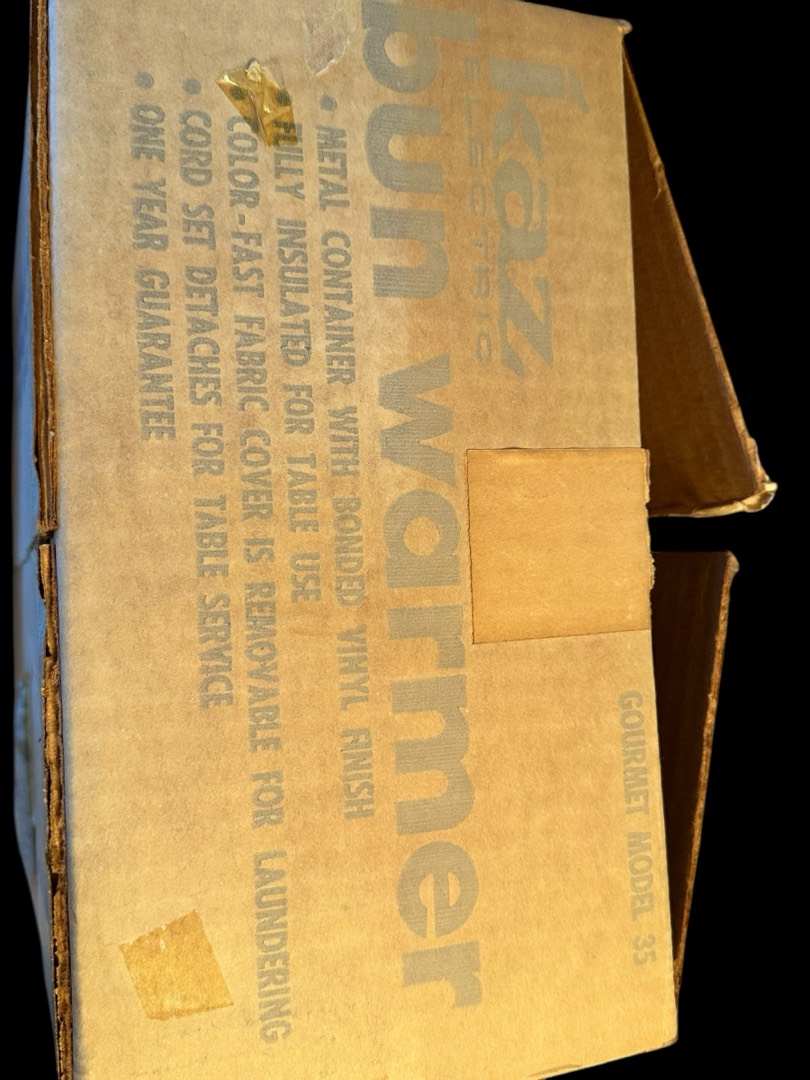 kaz
ELECTRIC
GOURMET MODEL 35
bun warmer
• METAL CONTAINER WITH BONDED VINYL FINISH
FULLY INSULATED FOR TABLE USE
COLOR-FAST FABRIC COVER IS REMOVABLE FOR LAUNDERING
• CORD SET DETACHES FOR TABLE SERVICE
• ONE YEAR GUARANTEE